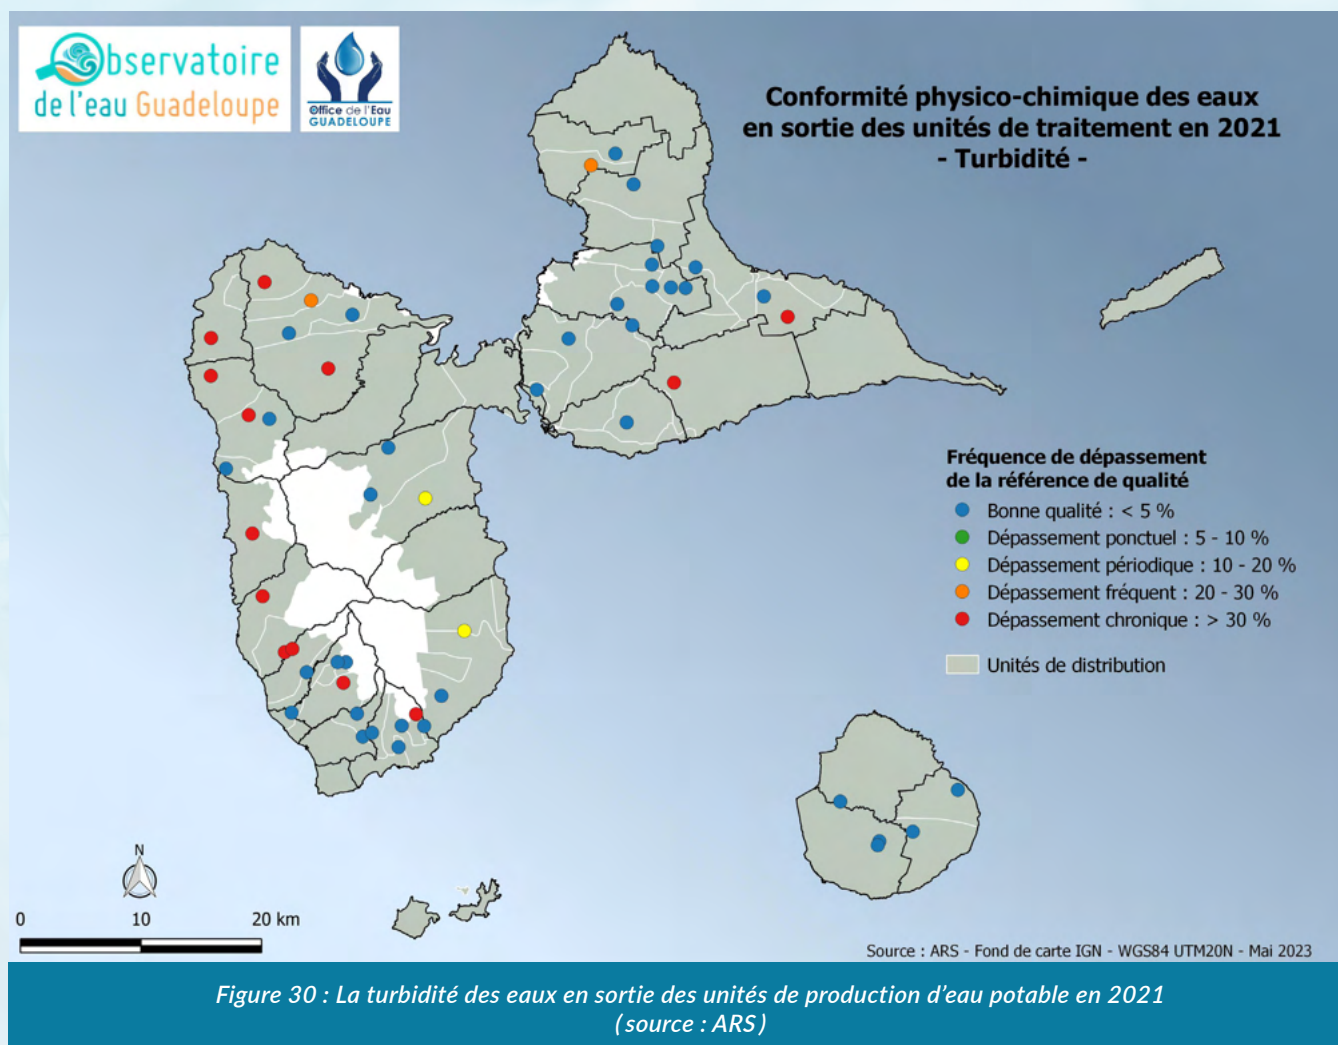 Observatoire
de l'eau Guadeloupe
Office de l'Eau
GUADELOUPE
Conformité physico-chimique des eaux
en sortie des unités de traitement en 2021
- Turbidité -
Fréquence de dépassement
de la référence de qualité
Bonne qualité : < 5 %
Dépassement ponctuel : 5 - 10 %
Dépassement périodique : 10 - 20 %
Dépassement fréquent : 20 - 30 %
Dépassement chronique : > 30 %
Unités de distribution
N
0 10 20 km
Source : ARS - Fond de carte IGN - WGS84 UTM20N - Mai 2023
Figure 30 : La turbidité des eaux en sortie des unités de production d'eau potable en 2021
(source : ARS)